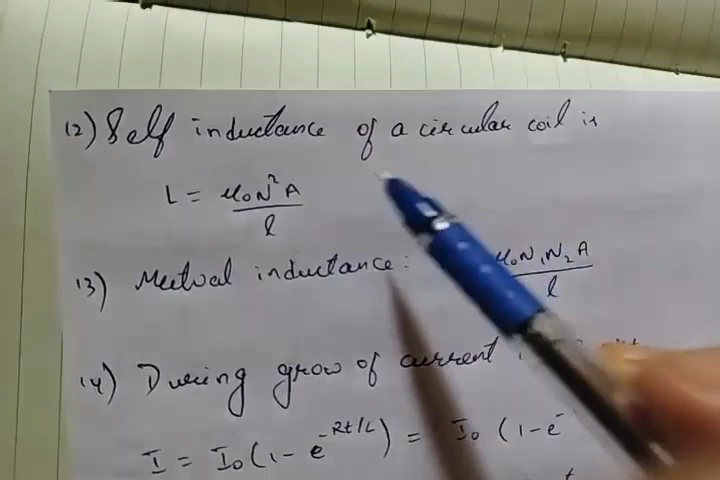 12) Self inductance of a circular coil is
L = μ₀N²A / l
13) Mutual inductance: μ₀N₁N₂A / l
14) During grow of current
I = I₀(1 - e^-Rt/L) = I₀ (1 - e^-